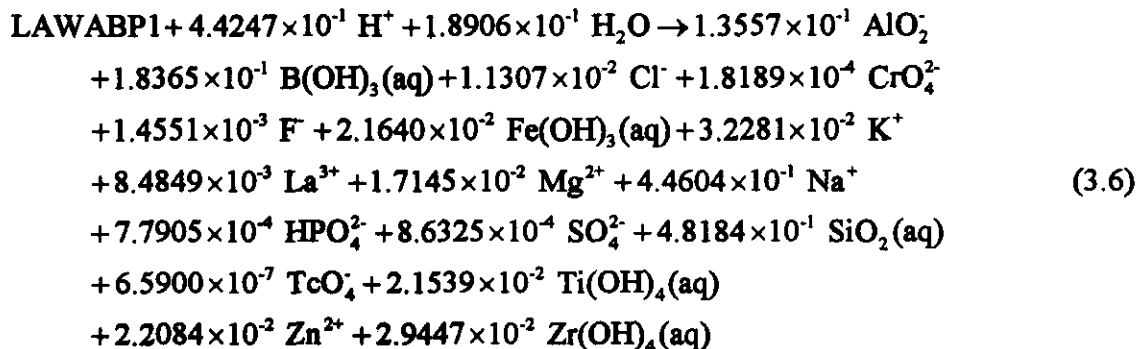 LAWABP1+ 4.4247×10⁻¹ H⁺ +1.8906×10⁻¹ H₂O → 1.3557×10⁻¹ AlO₂⁻
+1.8365×10⁻¹ B(OH)₃(aq)+1.1307×10⁻² Cl⁻ +1.8189×10⁻⁴ CrO₄²⁻
+1.4551×10⁻³ F⁻ +2.1640×10⁻² Fe(OH)₃(aq)+3.2281×10⁻² K⁺
+8.4849×10⁻³ La³⁺ +1.7145×10⁻² Mg²⁺ +4.4604×10⁻¹ Na⁺ (3.6)
+7.7905×10⁻⁴ HPO₄²⁻ +8.6325×10⁻⁴ SO₄²⁻ +4.8184×10⁻¹ SiO₂(aq)
+6.5900×10⁻⁷ TcO₄⁻ +2.1539×10⁻² Ti(OH)₄(aq)
+2.2084×10⁻² Zn²⁺ +2.9447×10⁻² Zr(OH)₄(aq)